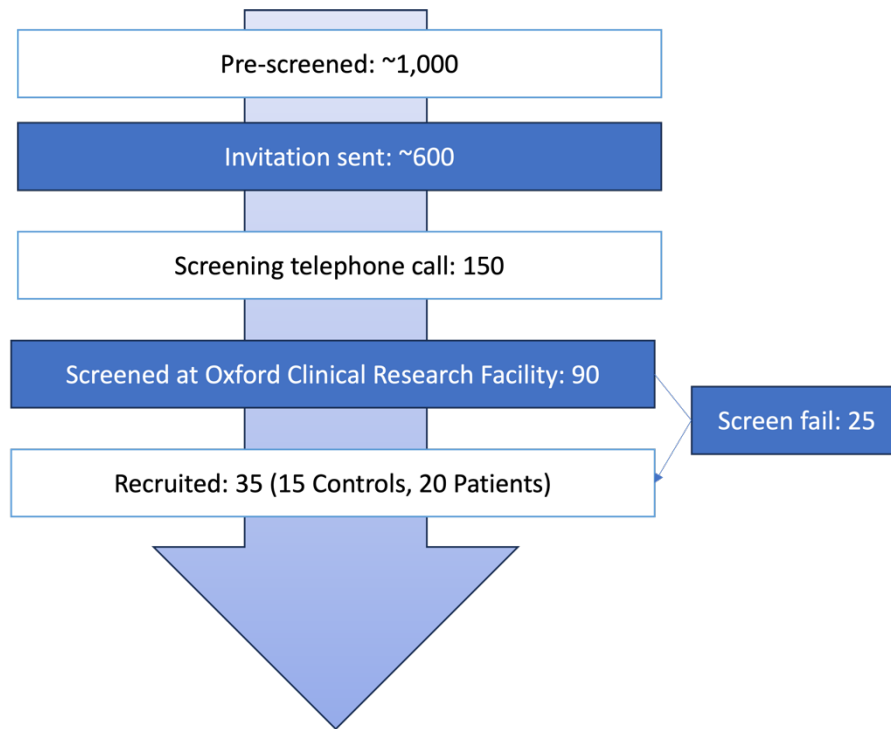 Pre-screened: ~1,000
Invitation sent: ~600
Screening telephone call: 150
Screened at Oxford Clinical Research Facility: 90
Screen fail: 25
Recruited: 35 (15 Controls, 20 Patients)